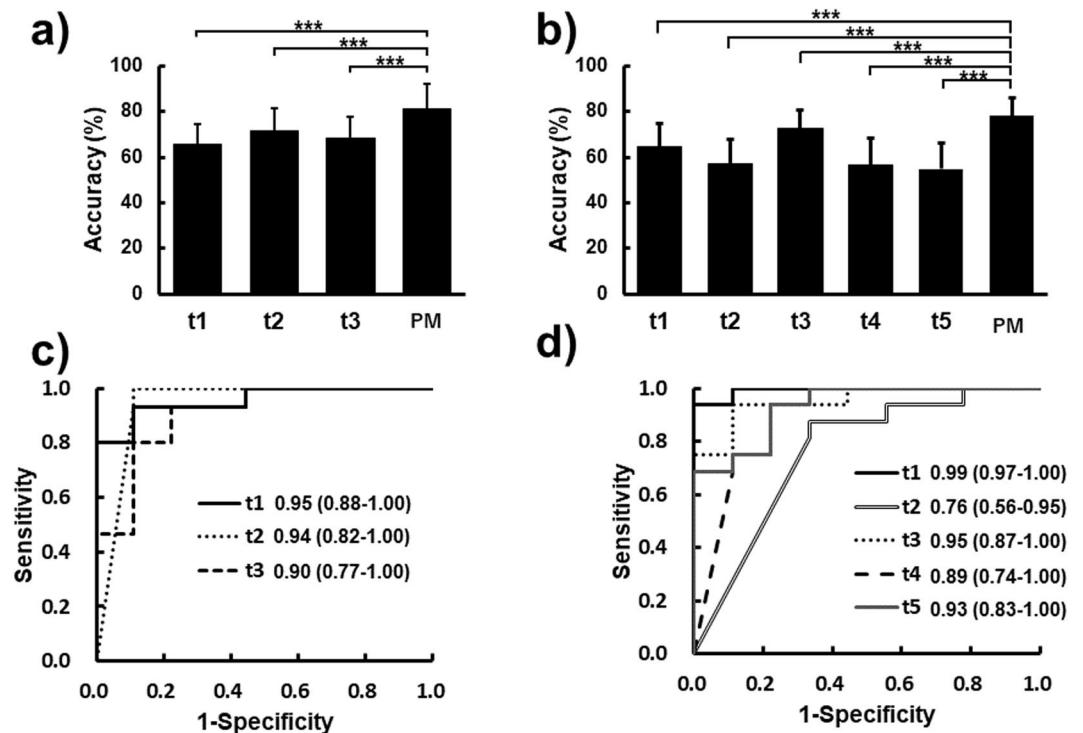 a)
***
***
***
Accuracy (%)
100
80
60
40
20
0
t1 t2 t3 PM
b)
***
***
***
***
***
Accuracy (%)
100
80
60
40
20
0
t1 t2 t3 t4 t5 PM
c)
Sensitivity
1.0
0.8
0.6
0.4
0.2
0.0
t1 0.95 (0.88-1.00)
t2 0.94 (0.82-1.00)
t3 0.90 (0.77-1.00)
0.0 0.2 0.4 0.6 0.8 1.0
1-Specificity
d)
Sensitivity
1.0
0.8
0.6
0.4
0.2
0.0
t1 0.99 (0.97-1.00)
t2 0.76 (0.56-0.95)
t3 0.95 (0.87-1.00)
t4 0.89 (0.74-1.00)
t5 0.93 (0.83-1.00)
0.0 0.2 0.4 0.6 0.8 1.0
1-Specificity